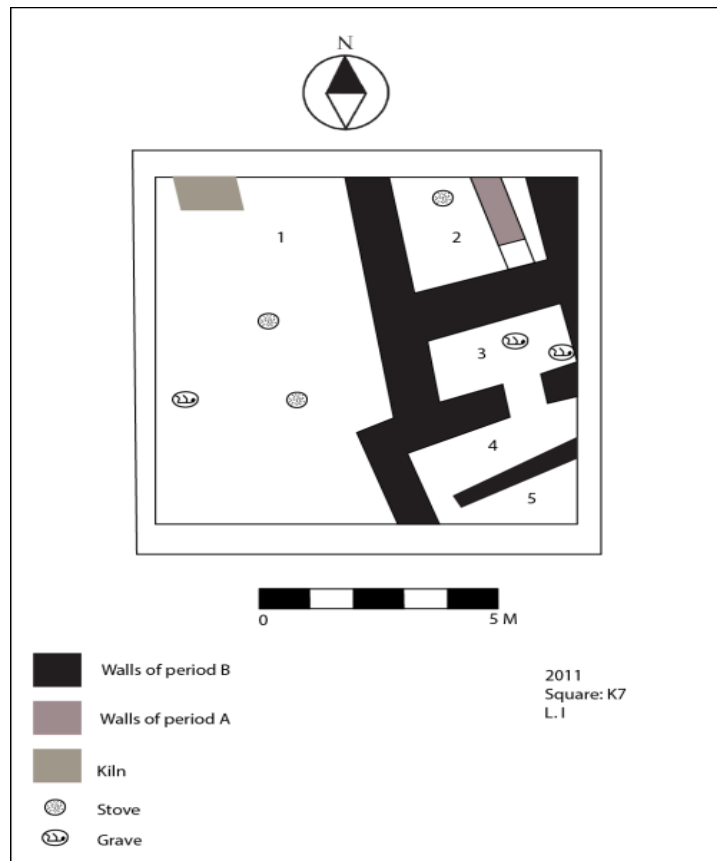 N
1
2
3
4
5
0 5 M
Walls of period B
Walls of period A
Kiln
Stove
Grave
2011
Square: K7
L. I